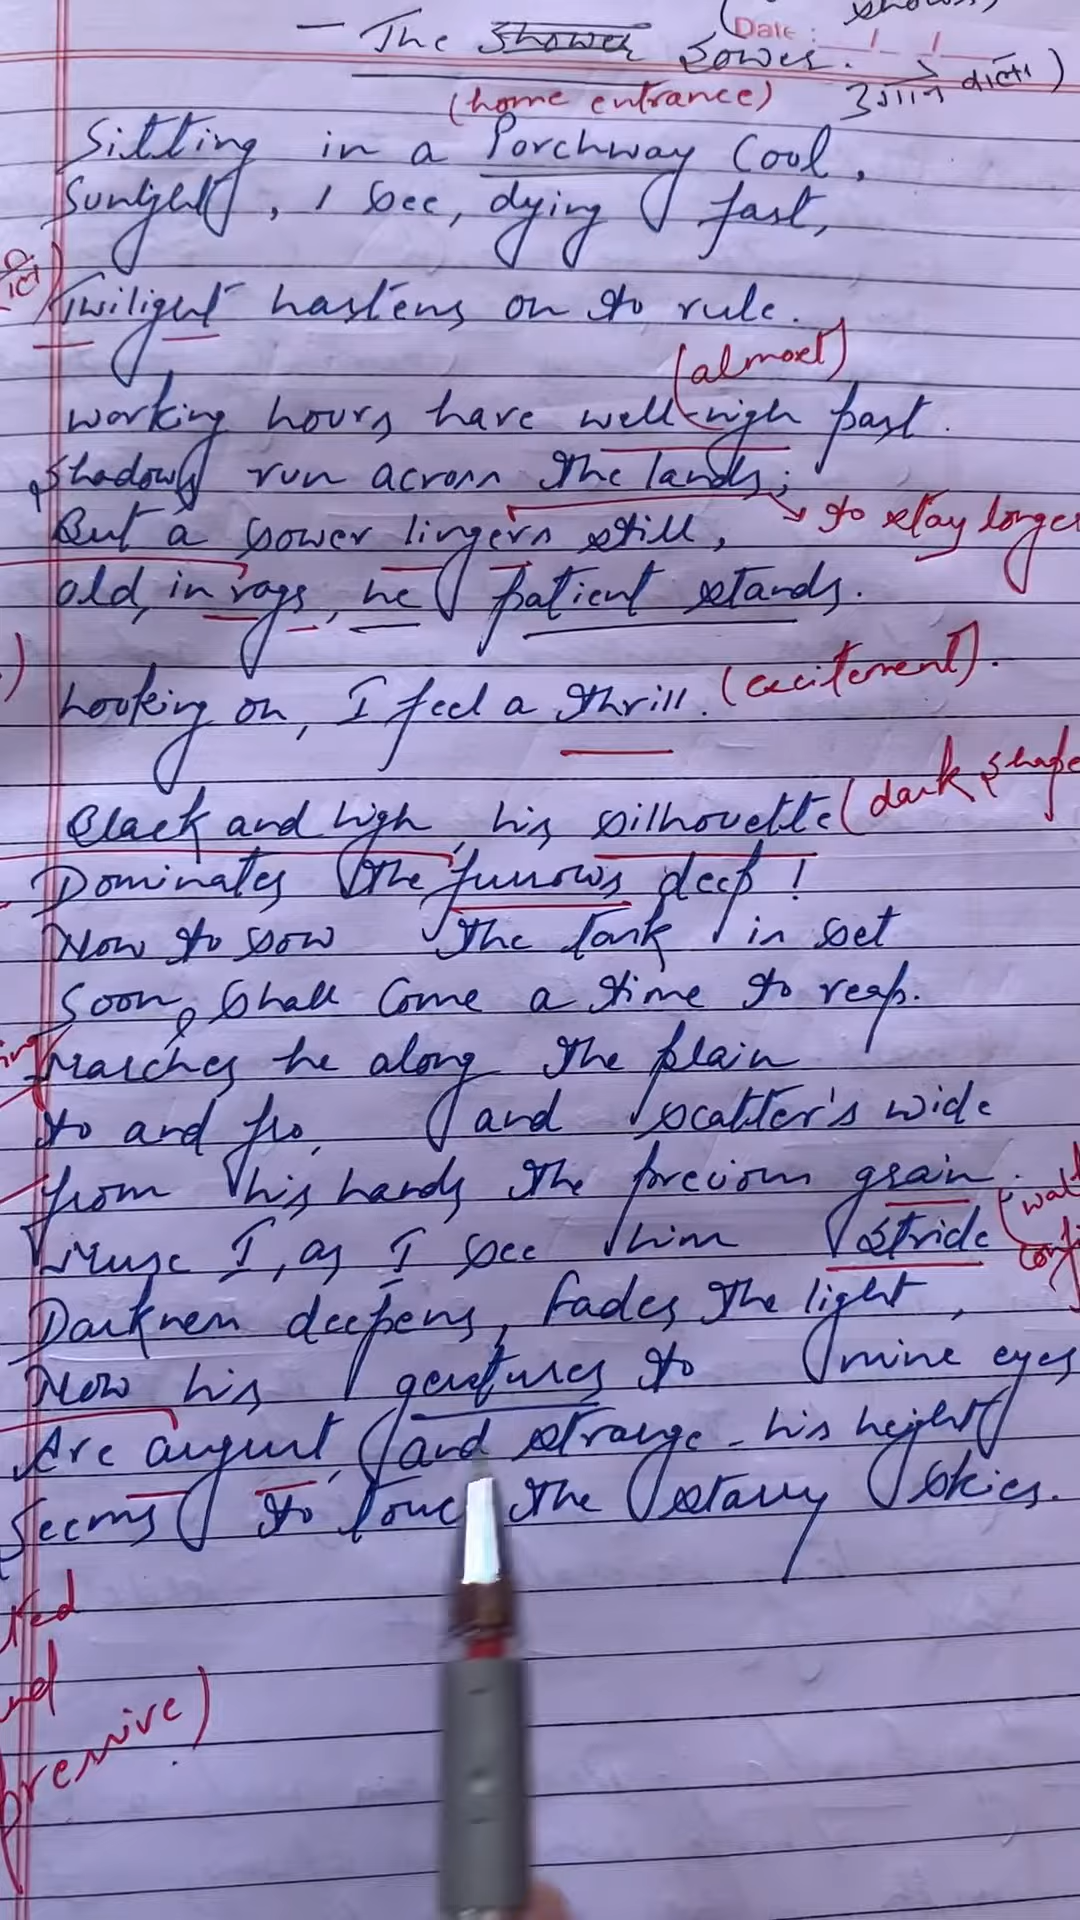 The Shower Sower.
Date :
(home entrance)
Sitting in a Porchway Cool,
Sunlight, I see, dying fast,
Twilight hastens on to rule.
(almost)
working hours have well-nigh past.
Shadows run across the lands;
But a sower lingers still, to stay longer
old, in rags, he patient stands.
Looking on, I feel a thrill. (excitement).
Black and high, his silhouette (dark shape
Dominates the furrows deep!
Now to sow the task is set
Soon, shall Come a time to reap.
Marches he along the plain
to and fro, and scatter's wide
from his hands the precious grain.
Muse I, as I see him stride
Darkness deepens, fades the light,
Now his gestures to mine eyes
Are august, and strange - his height
Seems to touch the starry Skies.